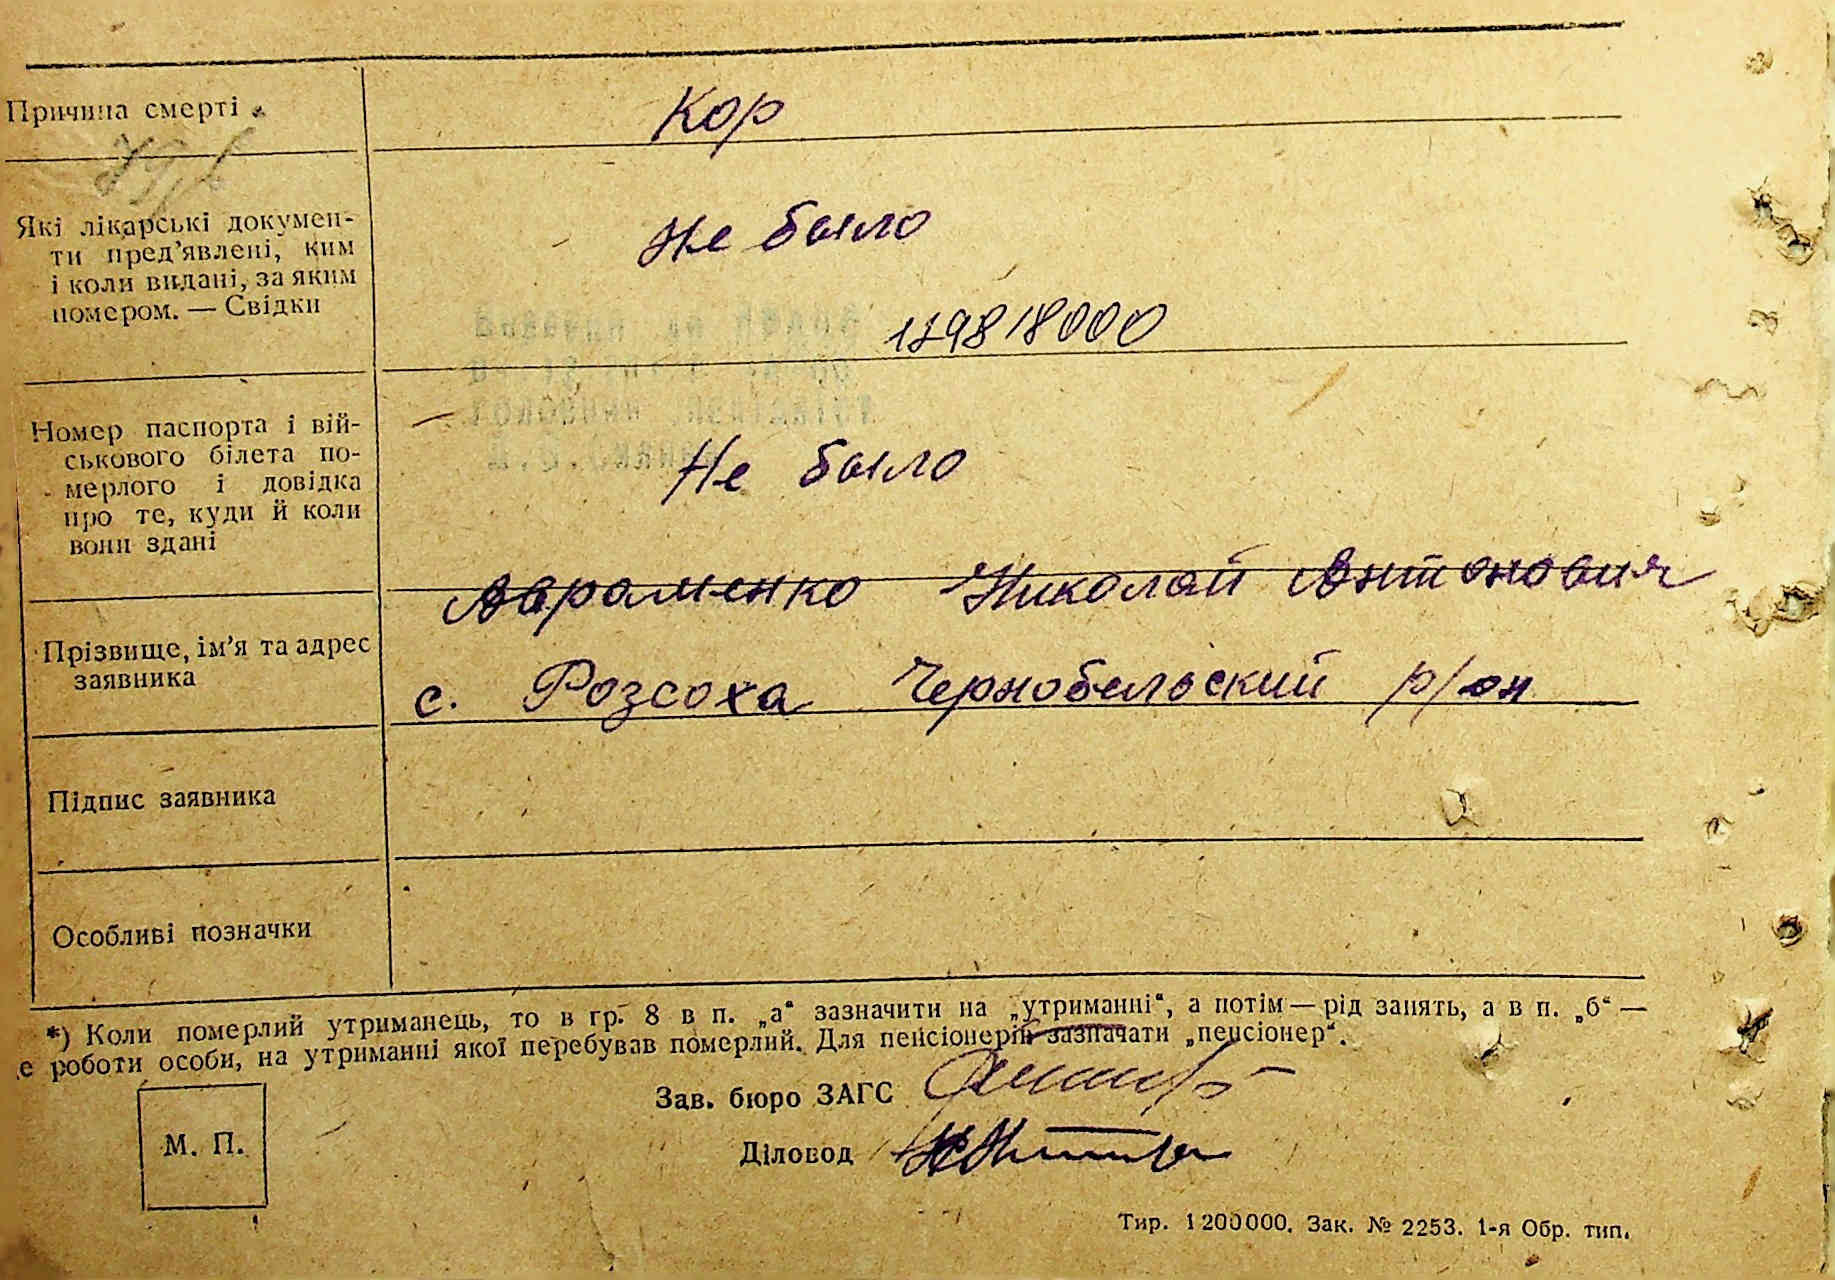 Причина смерті
Кор
Які лікарські докумен-
ти пред’явлені, ким
і коли видані, за яким
номером. — Свідки
Не было
179818000
Номер паспорта і вій-
ськового білета по-
мерлого і довідка
про те, куди й коли
вони здані
Не было
Авраменко Николай Антонович
Прізвище, ім’я та адрес
заявника
с. Розсоха Чернобельский р/он
Підпис заявника
Особливі позначки
*) Коли померлий утриманець, то в гр. 8 в п. „а“ зазначити на „утриманні“, а потім — рід занять, а в п. „б“ —
е роботи особи, на утриманні якої перебував померлий. Для пенсіонерів зазначати „пенсіонер“.
Зав. бюро ЗАГС
Діловод
М. П.
Тир. 1200000. Зак. № 2253. 1-я Обр. тип.